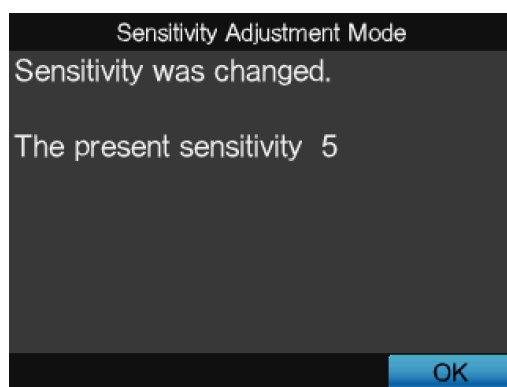 Sensitivity Adjustment Mode
Sensitivity was changed.
The present sensitivity 5
OK